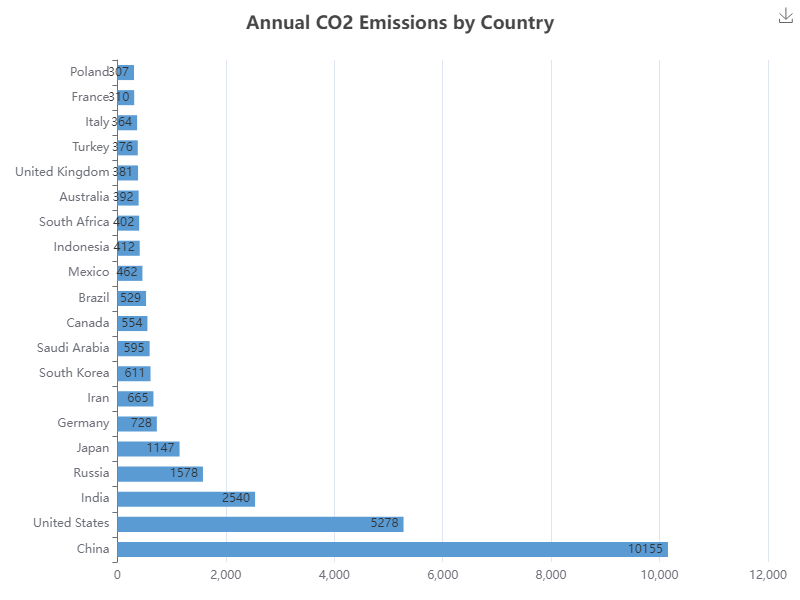 Annual CO2 Emissions by Country
Poland 307
France 310
Italy 364
Turkey 376
United Kingdom 381
Australia 392
South Africa 402
Indonesia 412
Mexico 462
Brazil 529
Canada 554
Saudi Arabia 595
South Korea 611
Iran 665
Germany 728
Japan 1147
Russia 1578
India 2540
United States 5278
China 10155
0 2,000 4,000 6,000 8,000 10,000 12,000